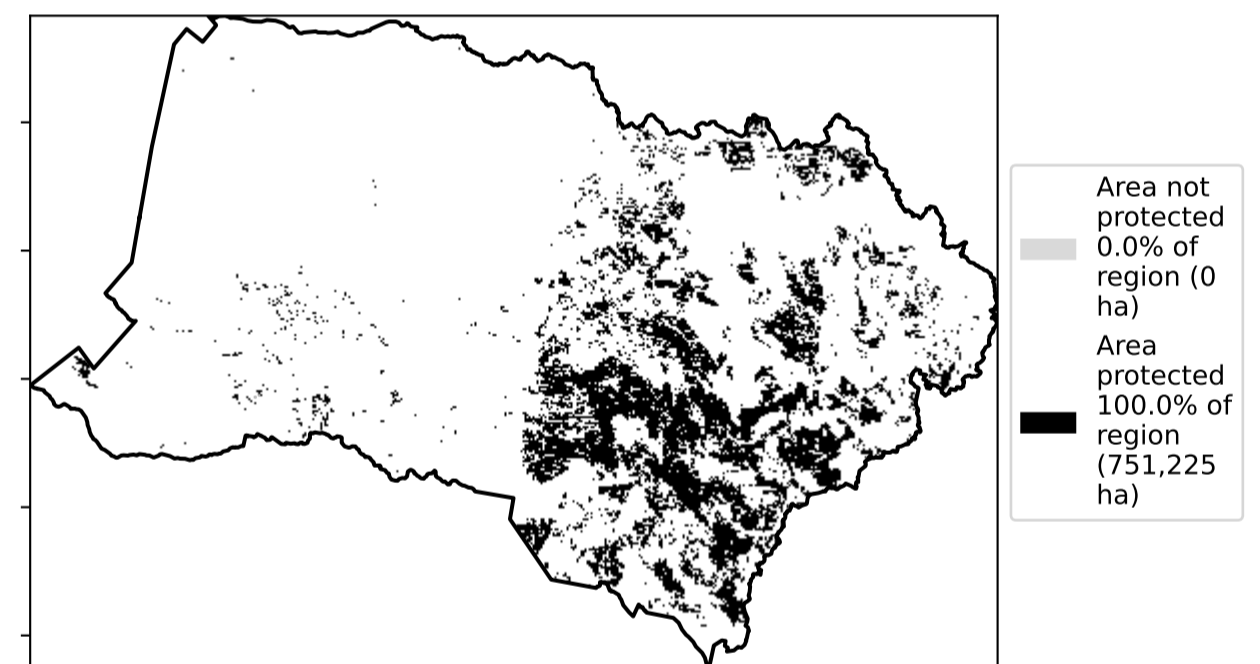 Area not
protected
0.0% of
region (0
ha)
Area
protected
100.0% of
region
(751,225
ha)